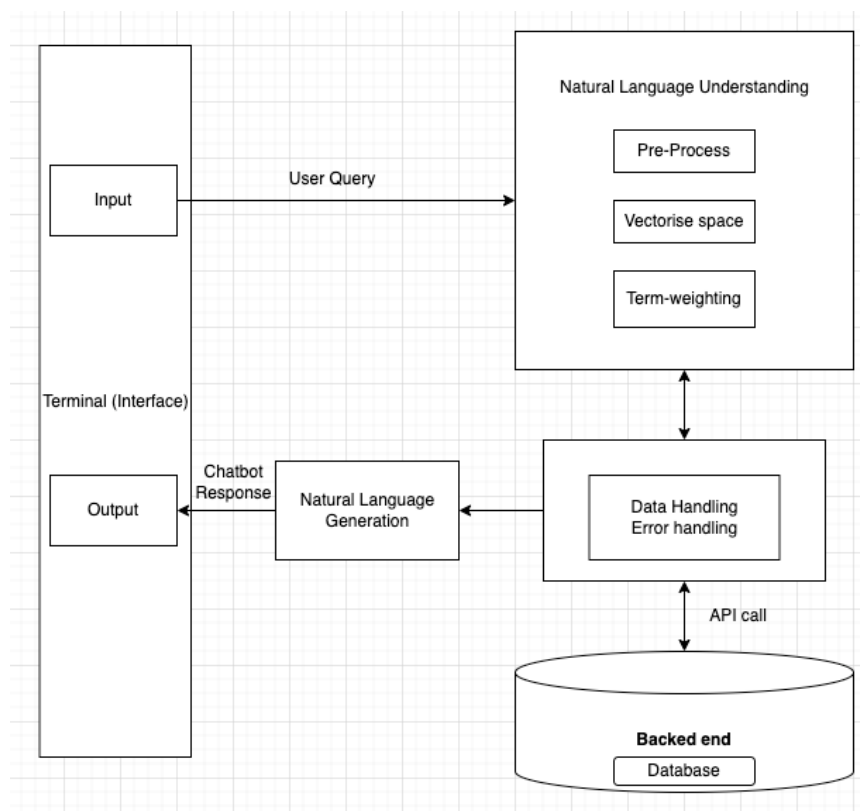 Natural Language Understanding
Pre-Process
User Query
Input
Vectorise space
Term-weighting
Terminal (Interface)
Chatbot
Response
Output
Natural Language
Generation
Data Handling
Error handling
API call
Backed end
Database